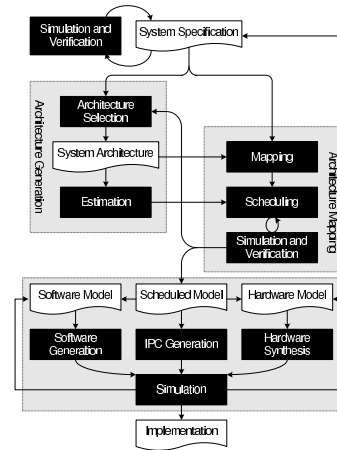 Simulation and
Verification
System Specification
Architecture
Selection
System Architecture
Estimation
Architecture Generation
Mapping
Scheduling
Simulation and
Verification
Architecture Mapping
Software Model
Scheduled Model
Hardware Model
Software
Generation
IPC Generation
Hardware
Synthesis
Simulation
Implementation